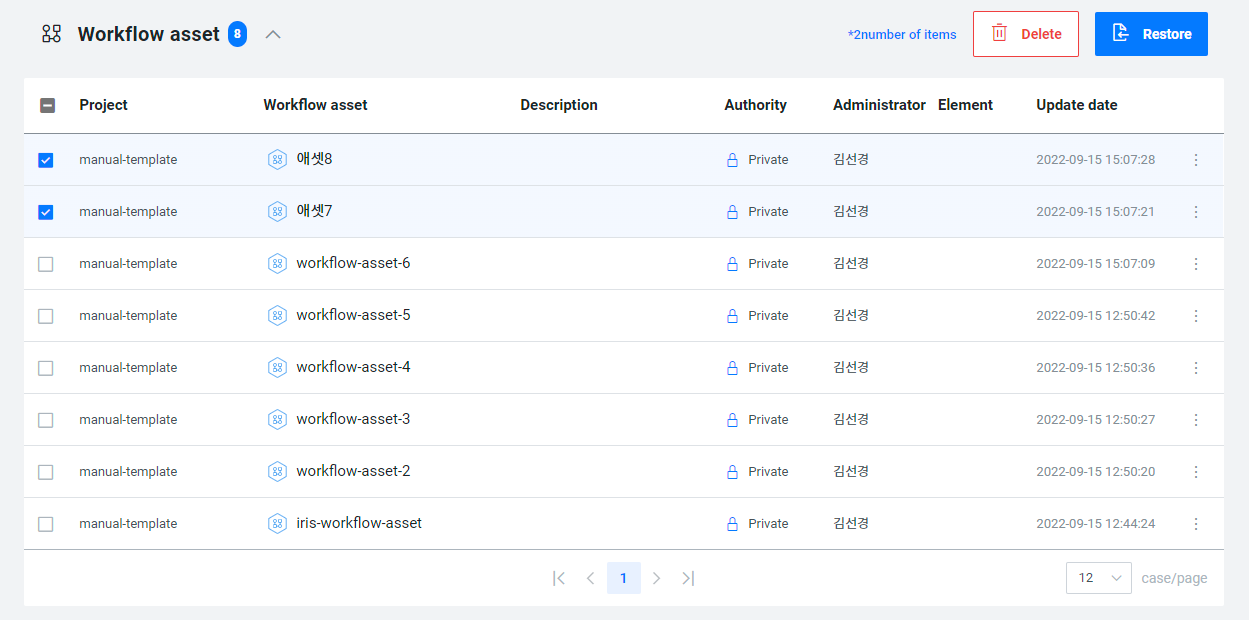 Workflow asset 8
*2number of items Delete Restore
Project Workflow asset Description Authority Administrator Element Update date
manual-template 애셋8 Private 김선경 2022-09-15 15:07:28
manual-template 애셋7 Private 김선경 2022-09-15 15:07:21
manual-template workflow-asset-6 Private 김선경 2022-09-15 15:07:09
manual-template workflow-asset-5 Private 김선경 2022-09-15 12:50:42
manual-template workflow-asset-4 Private 김선경 2022-09-15 12:50:36
manual-template workflow-asset-3 Private 김선경 2022-09-15 12:50:27
manual-template workflow-asset-2 Private 김선경 2022-09-15 12:50:20
manual-template iris-workflow-asset Private 김선경 2022-09-15 12:44:24
1
12 case/page